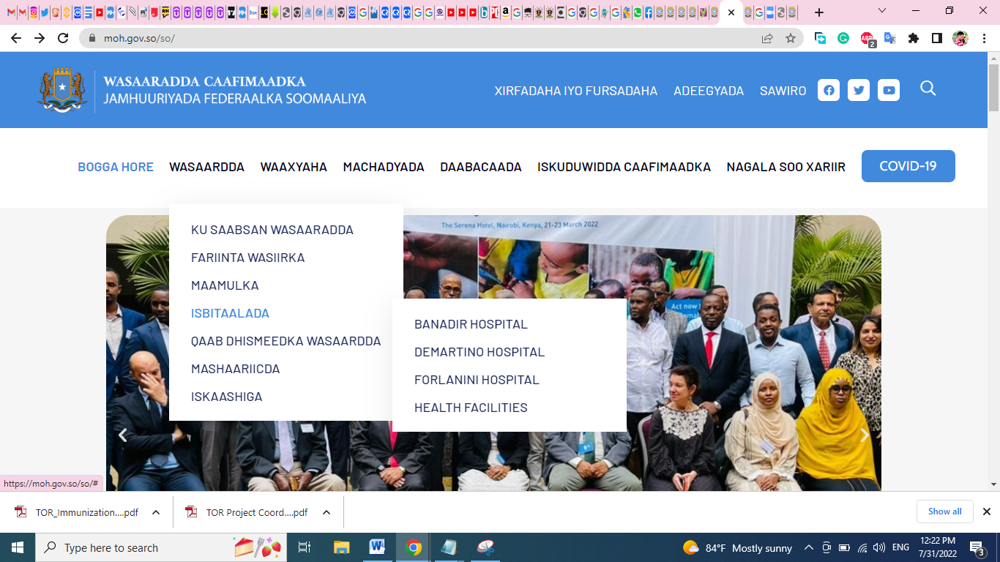 moh.gov.so/so/
2
WASAARADDA CAAFIMAADKA
JAMHUURIYADA FEDERAALKA SOOMAALIYA
XIRFADAHA IYO FURSADAHA ADEEGYADA SAWIRO
BOGGA HORE WASAARDDA WAAXYAHA MACHADYADA DAABACAADA ISKUDUWIDDA CAAFIMAADKA NAGALA SOO XARIIR COVID-19
The Serena Hotel, Nairobi, Kenya, 21-23 March 2022
KU SAABSAN WASAARADDA
FARIINTA WASIIRKA
MAAMULKA
ISBITAALADA
QAAB DHISMEEDKA WASAARDDA
MASHAARIICDA
ISKAASHIGA
BANADIR HOSPITAL
DEMARTINO HOSPITAL
FORLANINI HOSPITAL
HEALTH FACILITIES
Act now
https://moh.gov.so/so/#
TOR_Immunization....pdf
TOR Project Coord....pdf
Show all
Type here to search
84°F Mostly sunny
ENG
12:22 PM
7/31/2022
3